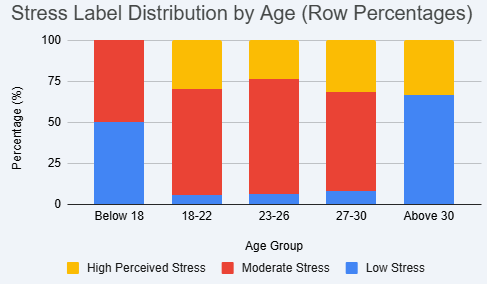 Stress Label Distribution by Age (Row Percentages)
100
75
50
25
0
Percentage (%)
Below 18
18-22
23-26
27-30
Above 30
Age Group
High Perceived Stress
Moderate Stress
Low Stress